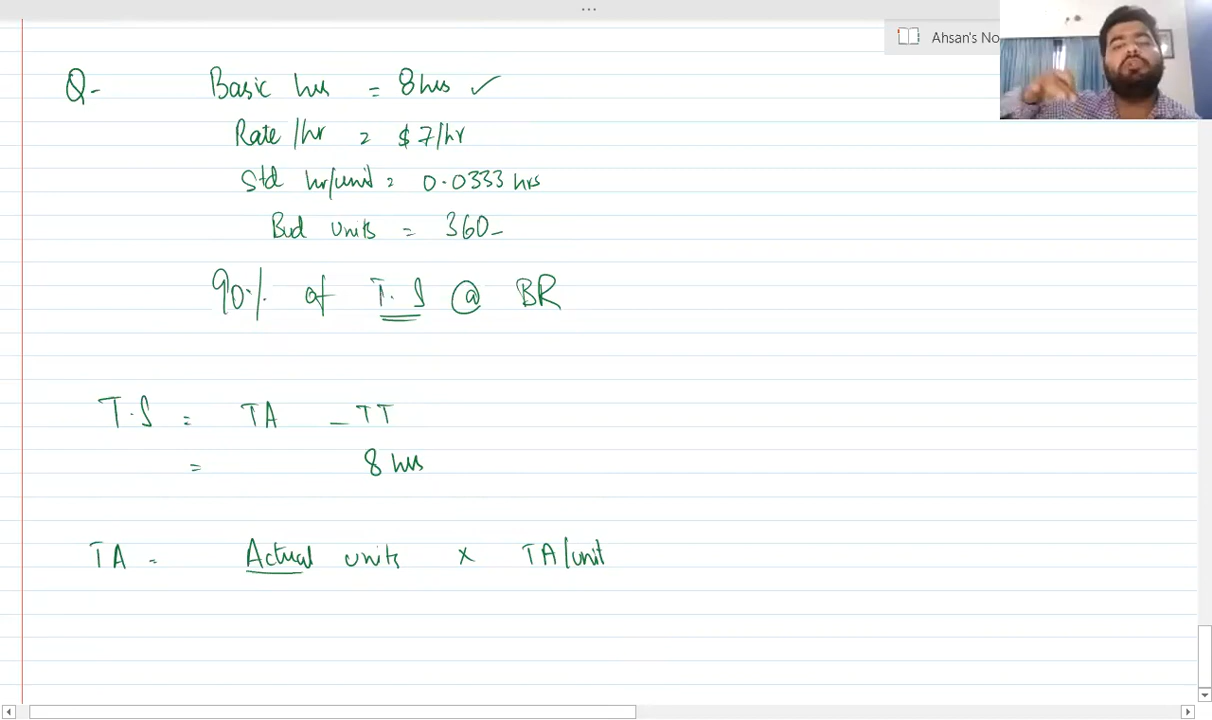 ...
Ahsan's No
Q- Basic hrs = 8 hrs ✓
Rate /hr = $7/hr
Std hr/unit = 0.0333 hrs
Bud units = 360-
90% of T.S @ BR
T.S = TA - TT
= 8 hrs
TA = Actual units x TA/unit